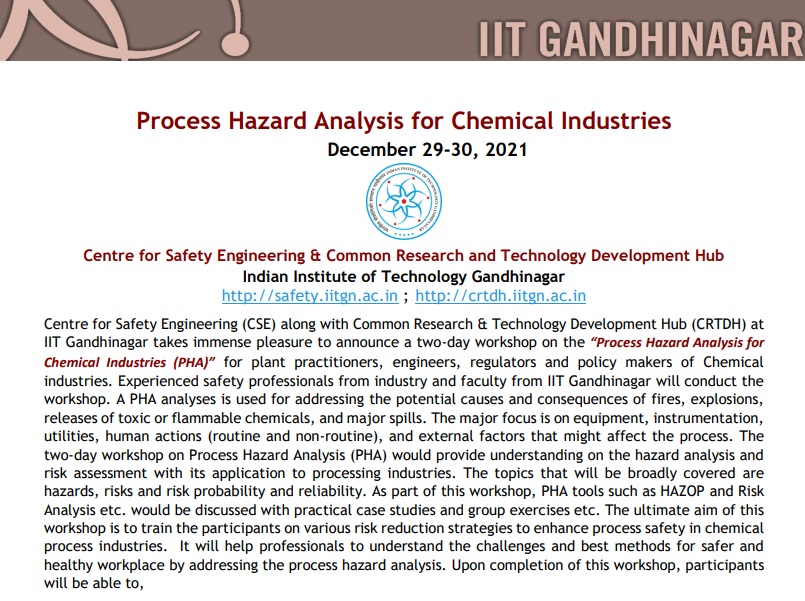 IIT GANDHINAGAR
Process Hazard Analysis for Chemical Industries
December 29-30, 2021
Centre for Safety Engineering & Common Research and Technology Development Hub
Indian Institute of Technology Gandhinagar
http://safety.iitgn.ac.in ; http://crtdh.iitgn.ac.in
Centre for Safety Engineering (CSE) along with Common Research & Technology Development Hub (CRTDH) at
IIT Gandhinagar takes immense pleasure to announce a two-day workshop on the “Process Hazard Analysis for
Chemical Industries (PHA)” for plant practitioners, engineers, regulators and policy makers of Chemical
industries. Experienced safety professionals from industry and faculty from IIT Gandhinagar will conduct the
workshop. A PHA analyses is used for addressing the potential causes and consequences of fires, explosions,
releases of toxic or flammable chemicals, and major spills. The major focus is on equipment, instrumentation,
utilities, human actions (routine and non-routine), and external factors that might affect the process. The
two-day workshop on Process Hazard Analysis (PHA) would provide understanding on the hazard analysis and
risk assessment with its application to processing industries. The topics that will be broadly covered are
hazards, risks and risk probability and reliability. As part of this workshop, PHA tools such as HAZOP and Risk
Analysis etc. would be discussed with practical case studies and group exercises etc. The ultimate aim of this
workshop is to train the participants on various risk reduction strategies to enhance process safety in chemical
process industries. It will help professionals to understand the challenges and best methods for safer and
healthy workplace by addressing the process hazard analysis. Upon completion of this workshop, participants
will be able to,